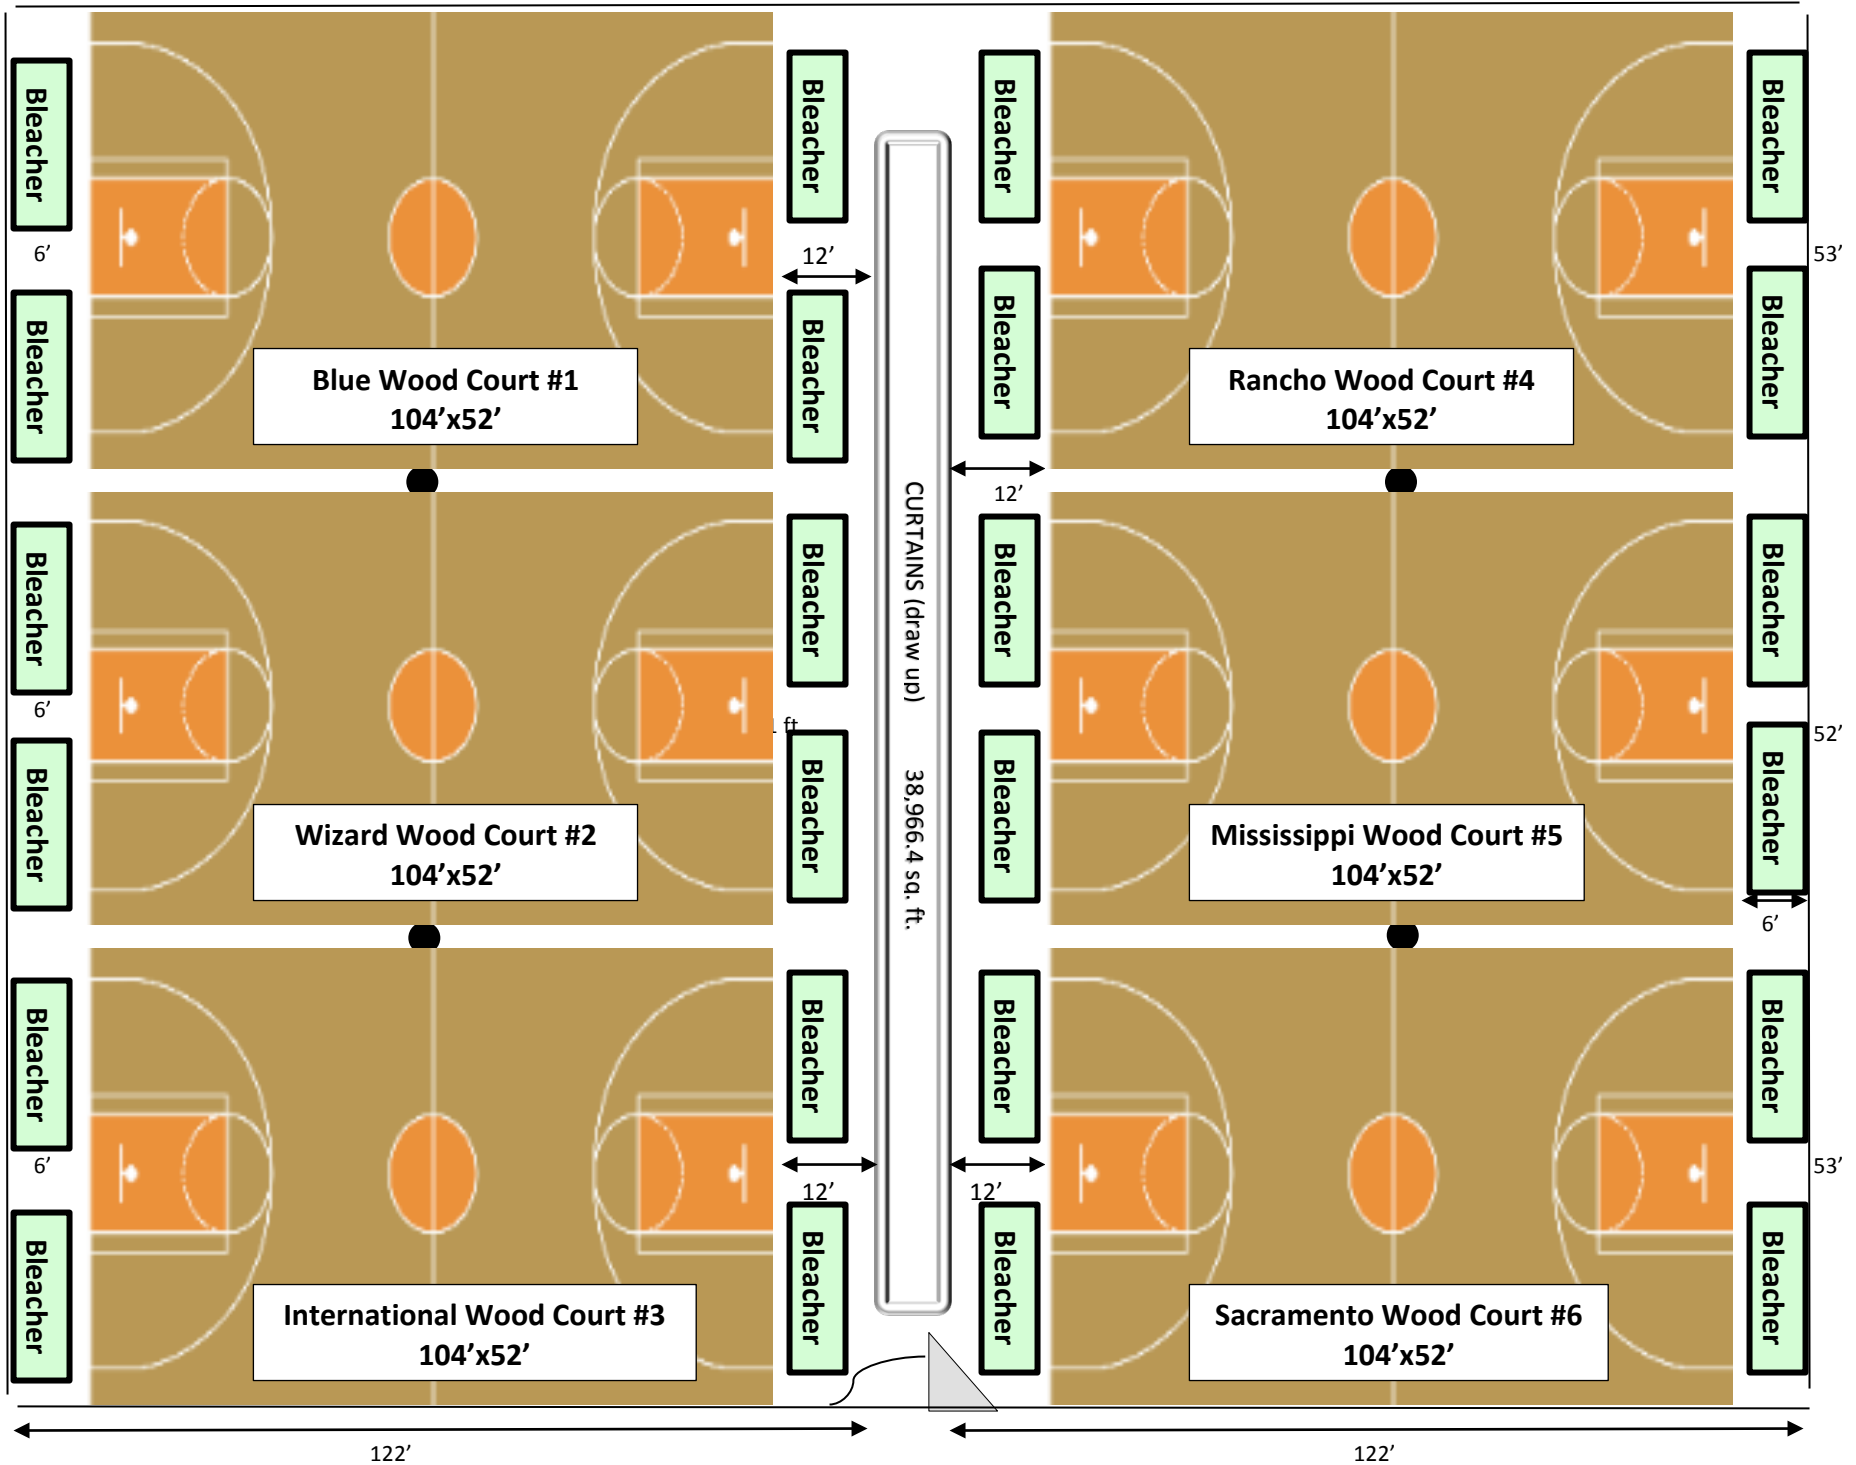 Bleacher
Bleacher
Bleacher
Bleacher
6’
12’
53’
Bleacher
Bleacher
Bleacher
Bleacher
Blue Wood Court #1
104’x52’
Rancho Wood Court #4
104’x52’
12’
CURTAINS (draw up) 38,966.4 sq. ft.
Bleacher
Bleacher
Bleacher
Bleacher
6’
ft
52’
Bleacher
Bleacher
Bleacher
Bleacher
Wizard Wood Court #2
104’x52’
Mississippi Wood Court #5
104’x52’
6’
Bleacher
Bleacher
Bleacher
Bleacher
6’
12’
12’
53’
Bleacher
Bleacher
Bleacher
Bleacher
International Wood Court #3
104’x52’
Sacramento Wood Court #6
104’x52’
122’
122’